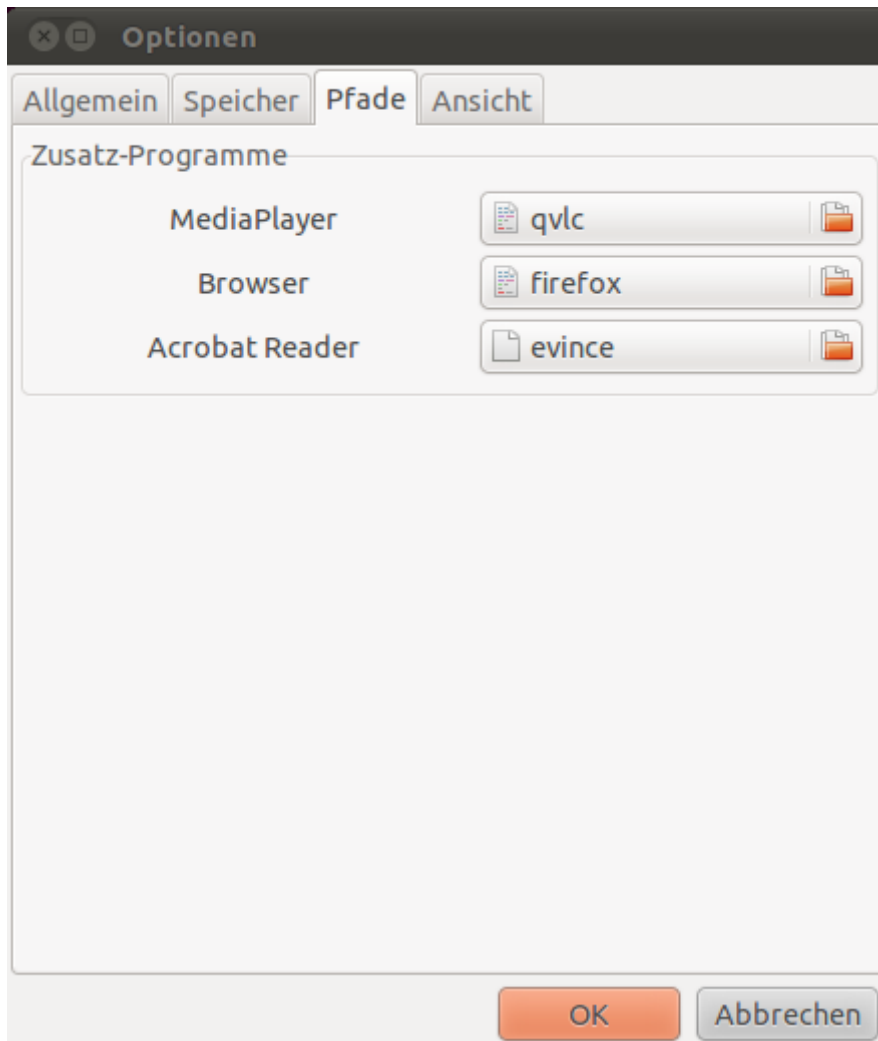 Optionen
Allgemein Speicher Pfade Ansicht
Zusatz-Programme
MediaPlayer qvlc
Browser firefox
Acrobat Reader evince
OK Abbrechen